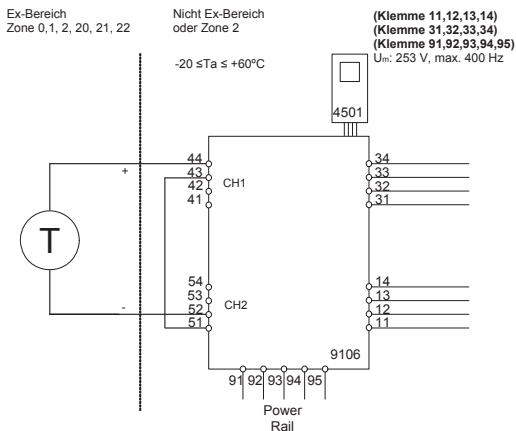 Ex-Bereich
Zone 0,1, 2, 20, 21, 22
Nicht Ex-Bereich
oder Zone 2
-20 ≤Ta ≤ +60ºC
(Klemme 11,12,13,14)
(Klemme 31,32,33,34)
(Klemme 91,92,93,94,95)
Um: 253 V, max. 400 Hz
4501
44
43
42
41
CH1
+
34
33
32
31
T
54
53
52
51
CH2
-
14
13
12
11
9106
91 92 93 94 95
Power
Rail